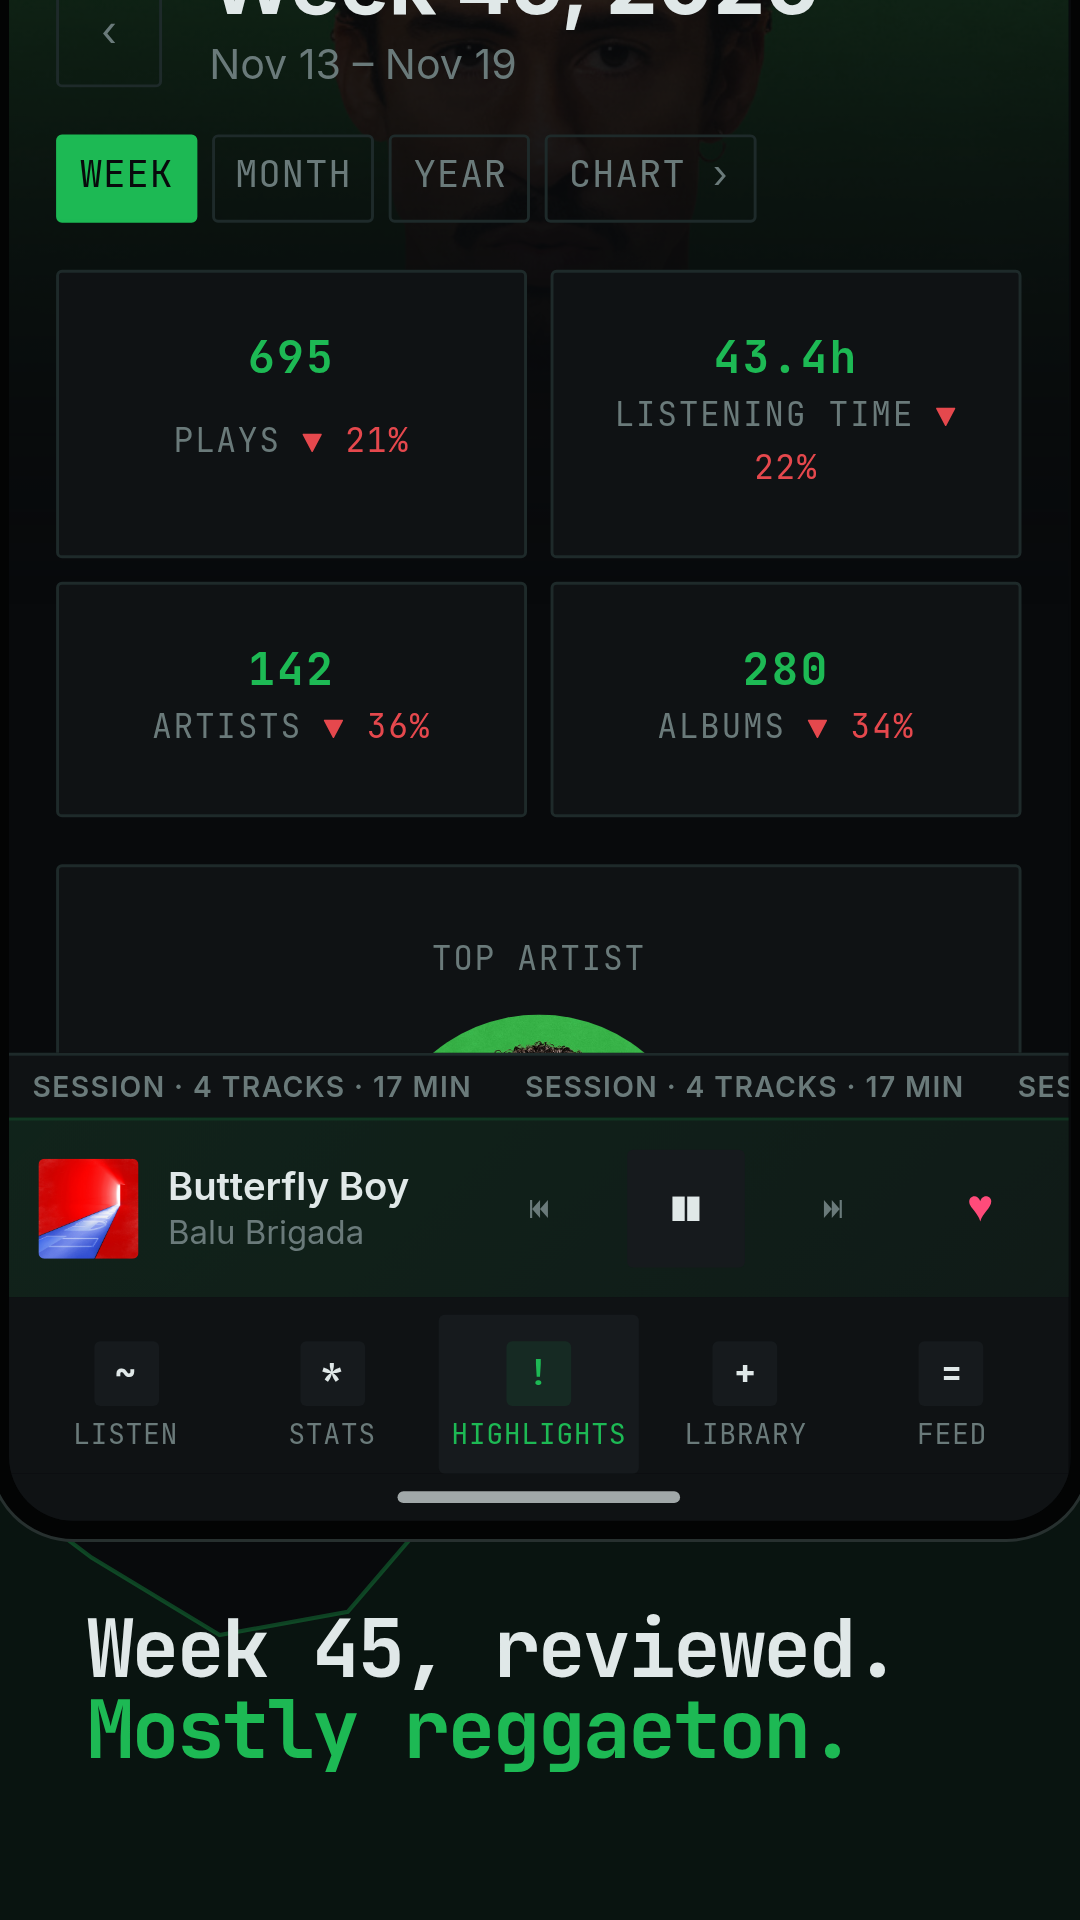 Week
Nov 13 – Nov 19
‹
WEEK MONTH YEAR CHART ›
695
PLAYS ▼ 21%
43.4h
LISTENING TIME ▼
22%
142
ARTISTS ▼ 36%
280
ALBUMS ▼ 34%
TOP ARTIST
SESSION · 4 TRACKS · 17 MIN SESSION · 4 TRACKS · 17 MIN SES
Butterfly Boy
Balu Brigada
~ * ! + =
LISTEN STATS HIGHLIGHTS LIBRARY FEED
Week 45, reviewed.
Mostly reggaeton.